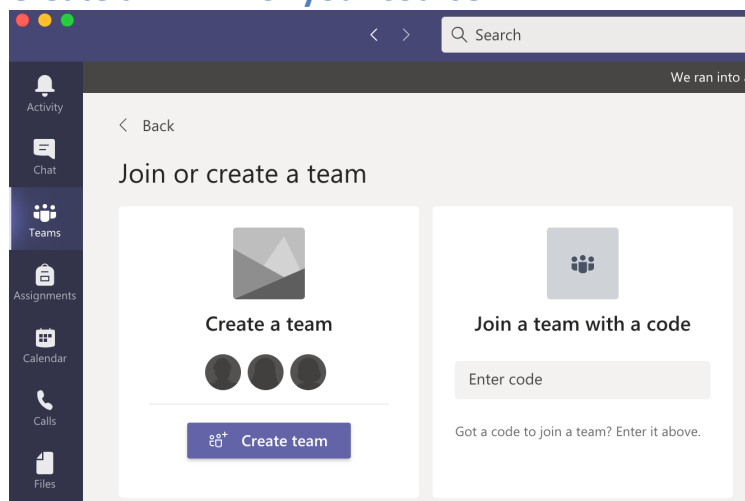 Search
We ran into
Activity
Back
Chat
Join or create a team
Teams
Assignments
Create a team
Join a team with a code
Calendar
Enter code
Calls
Create team
Got a code to join a team? Enter it above.
Files